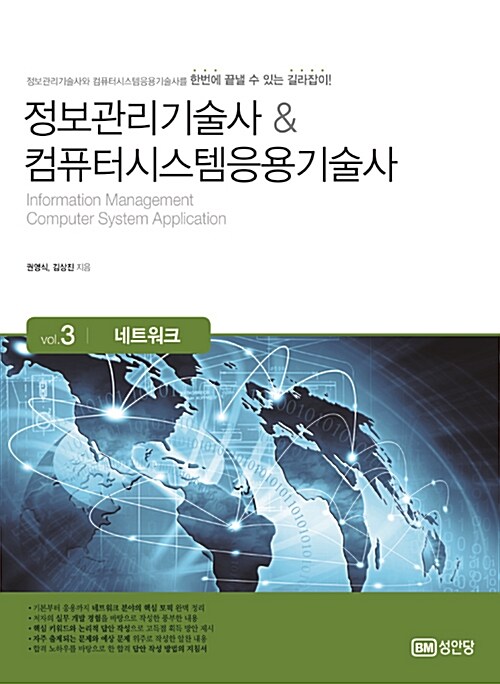 정보관리기술사와 컴퓨터시스템응용기술사를 한번에 끝낼 수 있는 길라잡이!
정보관리기술사 &
컴퓨터시스템응용기술사
Information Management
Computer System Application
권영식, 김상진 지음
vol.3 네트워크
• 기본부터 응용까지 네트워크 분야의 핵심 토픽 완벽 정리
• 저자의 실무 개발 경험을 바탕으로 작성한 풍부한 내용
• 핵심 키워드와 논리적 답안 작성으로 고득점 획득 방안 제시
• 자주 출제되는 문제와 예상 문제 위주로 작성한 알찬 내용
• 합격 노하우를 바탕으로 한 합격 답안 작성 방법의 지침서
BM 성안당